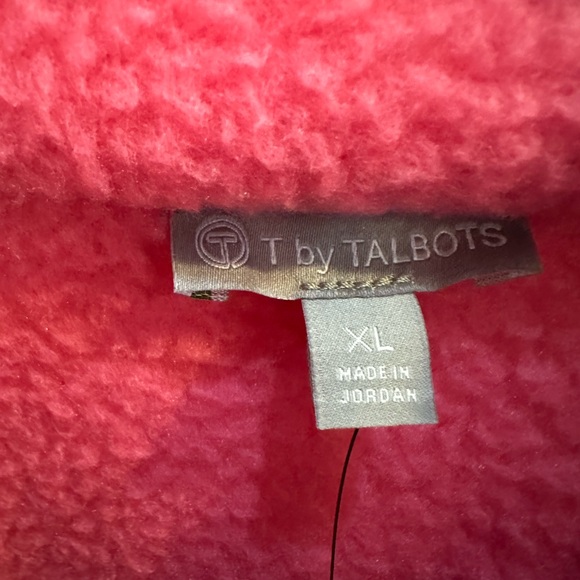 T T by TALBOTS
XL
MADE IN
JORDAN